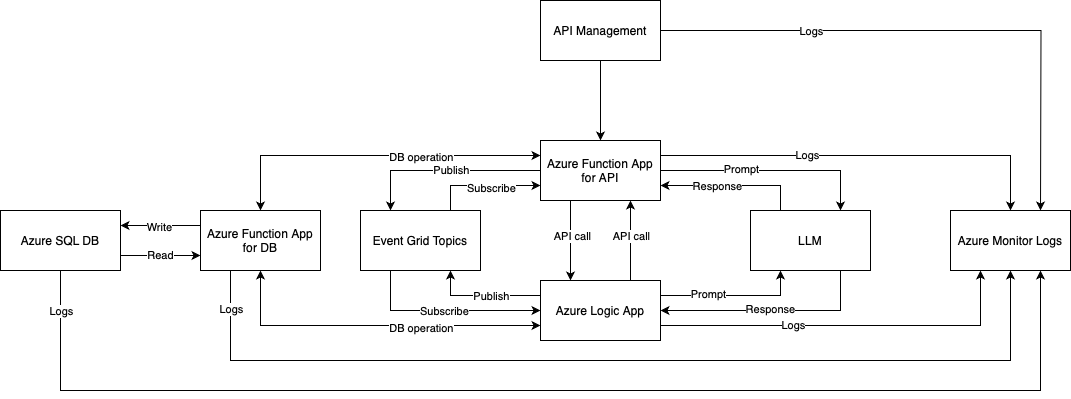 API Management
Logs
DB operation
Azure Function App
for API
Logs
Publish
Prompt
Subscribe
Response
Azure SQL DB
Write
Read
Azure Function App
for DB
Event Grid Topics
API call
API call
LLM
Azure Monitor Logs
Logs
Logs
Publish
Subscribe
DB operation
Azure Logic App
Prompt
Response
Logs